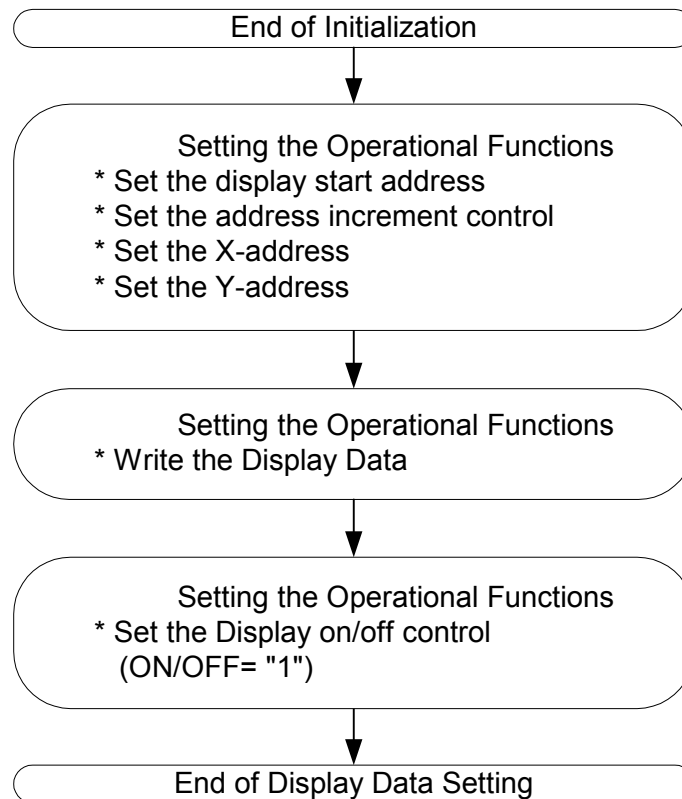 End of Initialization
Setting the Operational Functions
* Set the display start address
* Set the address increment control
* Set the X-address
* Set the Y-address
Setting the Operational Functions
* Write the Display Data
Setting the Operational Functions
* Set the Display on/off control
(ON/OFF= "1")
End of Display Data Setting